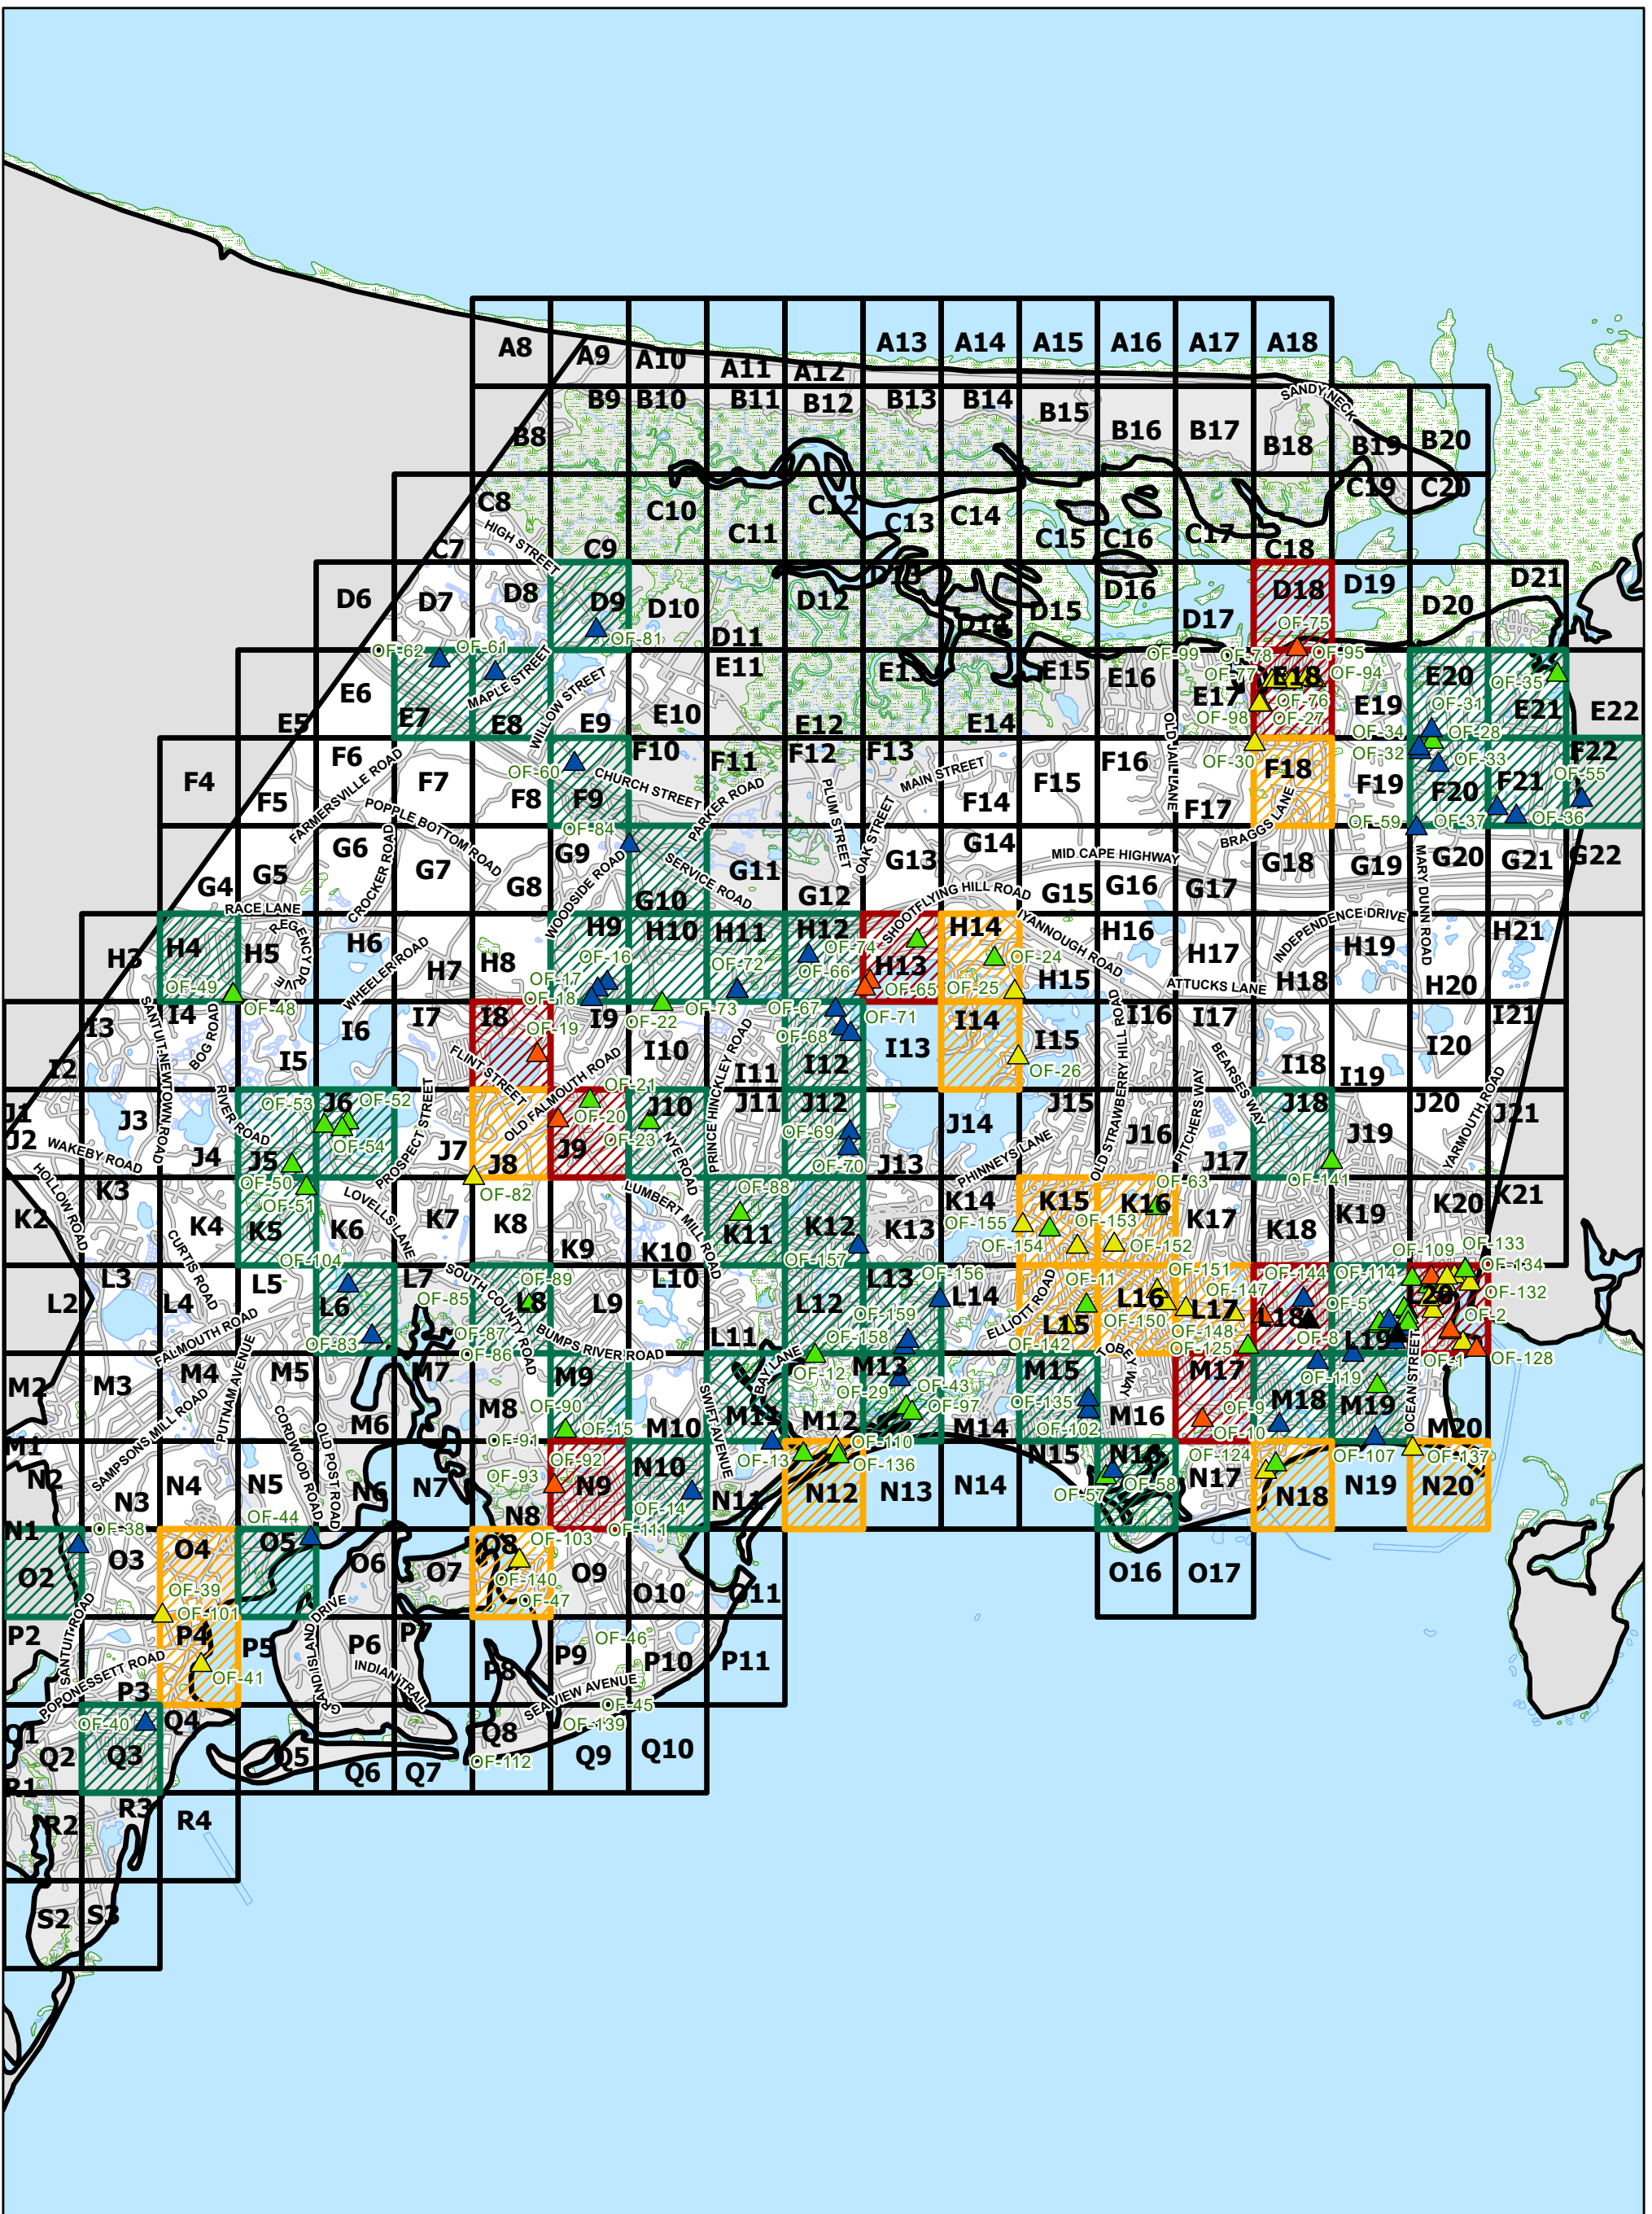 A8 A9 A10 A11 A12 A13 A14 A15 A16 A17 A18
SANDY NECK
B8 B9 B10 B11 B12 B13 B14 B15 B16 B17 B18 B19 B20
C7 C8 C9 C10 C11 C12 C13 C14 C15 C16 C17 C18 C19 C20
HIGH STREET
D6 D7 D8 D9 D10 D11 D12 D13 D14 D15 D16 D17 D18 D19 D20 D21
OF-81 OF-75
OF-62 OF-61 OF-99 OF-78 OF-95
E5 E6 E7 E8 E9 E10 E11 E12 E13 E14 E15 E16 E17 E18 E19 E20 E21 E22
MAPLE STREET
WILLOW STREET
OLD JAIL LANE
OF-77 OF-94 OF-35
OF-98 OF-76 OF-27 OF-31
OF-34 OF-28
F4 F5 F6 F7 F8 F9 F10 F11 F12 F13 F14 F15 F16 F17 F18 F19 F20 F21 F22
OF-60 OF-30 OF-32 OF-33 OF-55
FARMERSVILLE ROAD
POPPLE BOTTOM ROAD
CHURCH STREET
PARKER ROAD
PLUM STREET
OAK STREET
MAIN STREET
BRAGGS LANE
OF-84 OF-59 OF-37 OF-36
G4 G5 G6 G7 G8 G9 G10 G11 G12 G13 G14 G15 G16 G17 G18 G19 G20 G21 G22
CROCKER ROAD
WOODSIDE ROAD
SERVICE ROAD
MID CAPE HIGHWAY
MARY DUNN ROAD
RACE LANE
SHOOTFLYING HILL ROAD
H3 H4 H5 H6 H7 H8 H9 H10 H11 H12 H13 H14 H15 H16 H17 H18 H19 H20 H21
REGENCY DRIVE
WHEELER ROAD
IYANNOUGH ROAD
INDEPENDENCE DRIVE
ATTUCKS LANE
OF-74 OF-24
OF-16 OF-72 OF-66
OF-49 OF-17 OF-65 OF-25
OF-48 OF-18 OF-73 OF-67
I2 I3 I4 I5 I6 I7 I8 I9 I10 I11 I12 I13 I14 I15 I16 I17 I18 I19 I20 I21
OF-19 OF-22 OF-68 OF-71
OF-26
SANTUIT-NEWTOWN ROAD
BOG ROAD
FLINT STREET
OLD FALMOUTH ROAD
PRINCE HINCKLEY ROAD
OLD STRAWBERRY HILL ROAD
BEARSES WAY
YARMOUTH ROAD
J1 J2 J3 J4 J5 J6 J7 J8 J9 J10 J11 J12 J13 J14 J15 J16 J17 J18 J19 J20 J21
OF-53 OF-52 OF-21
OF-20
OF-54 OF-23 OF-69
OF-70
WAKEBY ROAD
RIVER ROAD
PROSPECT STREET
NYE ROAD
PHINNEYS LANE
PITCHERS WAY
OF-50 OF-82 OF-63 OF-141
K2 K3 K4 K5 K6 K7 K8 K9 K10 K11 K12 K13 K14 K15 K16 K17 K18 K19 K20 K21
OF-51 OF-88
OF-155 OF-153
OF-154 OF-152
OF-104 OF-157 OF-109 OF-133
HOLLOW ROAD
CURTIS ROAD
LOVELLS LANE
LUMBERT MILL ROAD
L2 L3 L4 L5 L6 L7 L8 L9 L10 L11 L12 L13 L14 L15 L16 L17 L18 L19 L20
OF-89 OF-156 OF-11 OF-151 OF-144 OF-114 OF-134
OF-85 OF-147 OF-132
OF-159 OF-150 OF-5 OF-2
OF-83 OF-87 OF-158 OF-142 OF-148 OF-8
OF-86 OF-125 OF-1 OF-128
SOUTH COUNTY ROAD
FALMOUTH ROAD
BUMPS RIVER ROAD
ELLIOTT ROAD
OCEAN STREET
M1 M2 M3 M4 M5 M6 M7 M8 M9 M10 M11 M12 M13 M14 M15 M16 M17 M18 M19 M20
OF-12 OF-119
OF-29 OF-43
OF-90 OF-97 OF-135 OF-9
OF-15 OF-102 OF-10
OF-91 OF-110
PUTNAM AVENUE
SAMPSONS MILL ROAD
CORDWOOD ROAD
OLD POST ROAD
SWIFT AVENUE
BAY LANE
TOBEY WAY
N1 N2 N3 N4 N5 N6 N7 N8 N9 N10 N11 N12 N13 N14 N15 N16 N17 N18 N19 N20
OF-92 OF-13 OF-136 OF-124 OF-107 OF-137
OF-93 OF-14 OF-57 OF-58
OF-44
OF-38 OF-103 OF-111
O2 O3 O4 O5 O6 O7 O8 O9 O10 O11 O16 O17
OF-39 OF-140
OF-101 OF-47
SANTUIT ROAD
P2 P3 P4 P5 P6 P7 P8 P9 P10 P11
OF-46
OF-41
POPONESSETT ROAD
GRAND ISLAND DRIVE
INDIAN TRAIL
SEA VIEW AVENUE
OF-40 OF-45
OF-139
OF-112
Q1 Q2 Q3 Q4 Q5 Q6 Q7 Q8 Q9 Q10
R1 R2 R3 R4
S2 S3